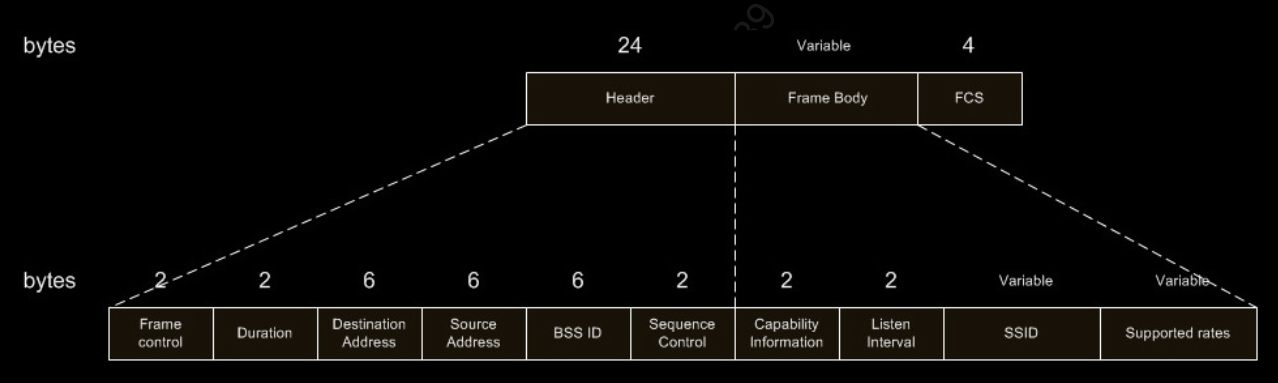 bytes 24 Variable 4
Header Frame Body FCS
bytes 2 2 6 6 6 2 2 2 Variable Variable
Frame control Duration Destination Address Source Address BSS ID Sequence Control Capability Information Listen Interval SSID Supported rates